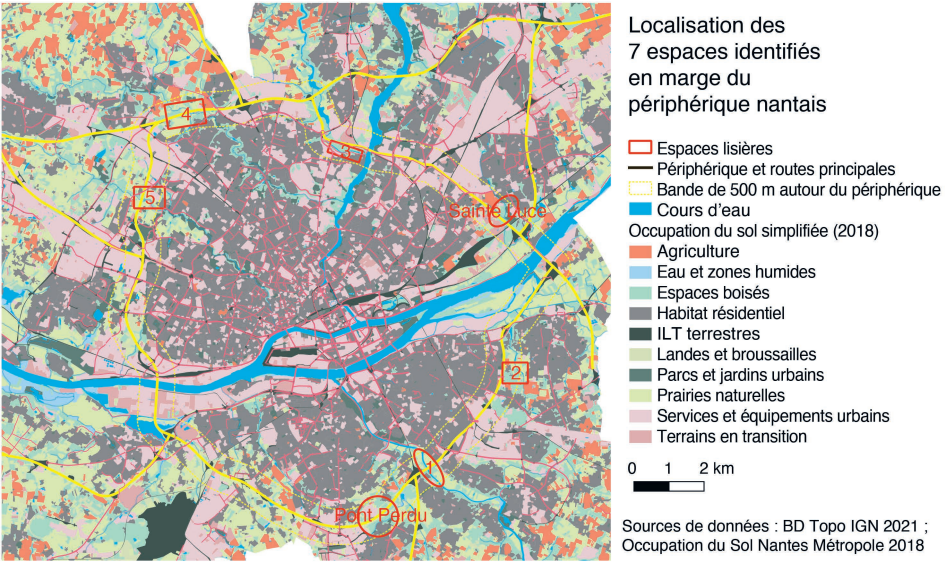 Localisation des
7 espaces identifiés
en marge du
périphérique nantais
Espaces lisières
Périphérique et routes principales
Bande de 500 m autour du périphérique
Cours d'eau
Occupation du sol simplifiée (2018)
Agriculture
Eau et zones humides
Espaces boisés
Habitat résidentiel
ILT terrestres
Landes et broussailles
Parcs et jardins urbains
Prairies naturelles
Services et équipements urbains
Terrains en transition
0 1 2 km
Sources de données : BD Topo IGN 2021 ;
Occupation du Sol Nantes Métropole 2018
4
3
5
Sainte Luce
2
1
Pont Perdu